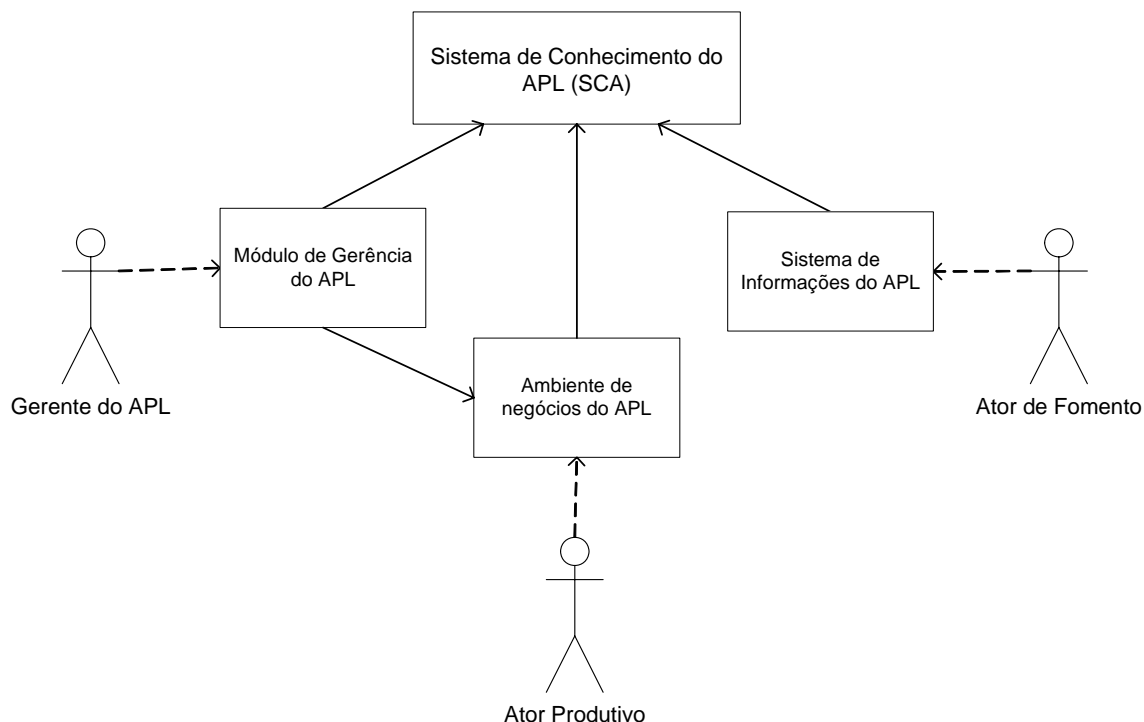 Sistema de Conhecimento do
APL (SCA)
Módulo de Gerência
do APL
Sistema de
Informações do APL
Gerente do APL
Ambiente de
negócios do APL
Ator de Fomento
Ator Produtivo